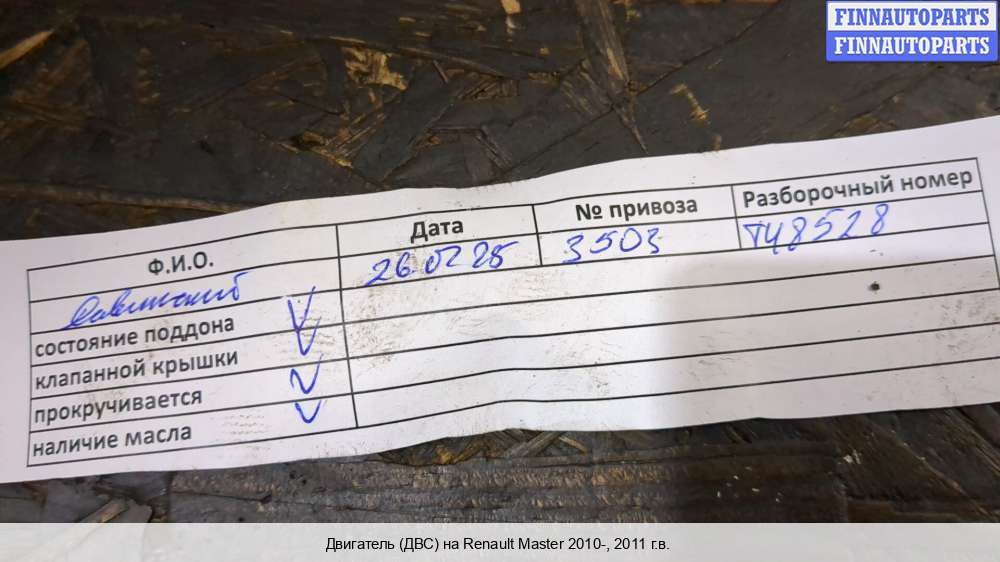 FINNAUTOPARTS
FINNAUTOPARTS
Ф.И.О. Дата № привоза Разборочный номер
26.02 25 3503 T48528
состояние поддона V
клапанной крышки V
прокручивается V
наличие масла V
Двигатель (ДВС) на Renault Master 2010-, 2011 г.в.